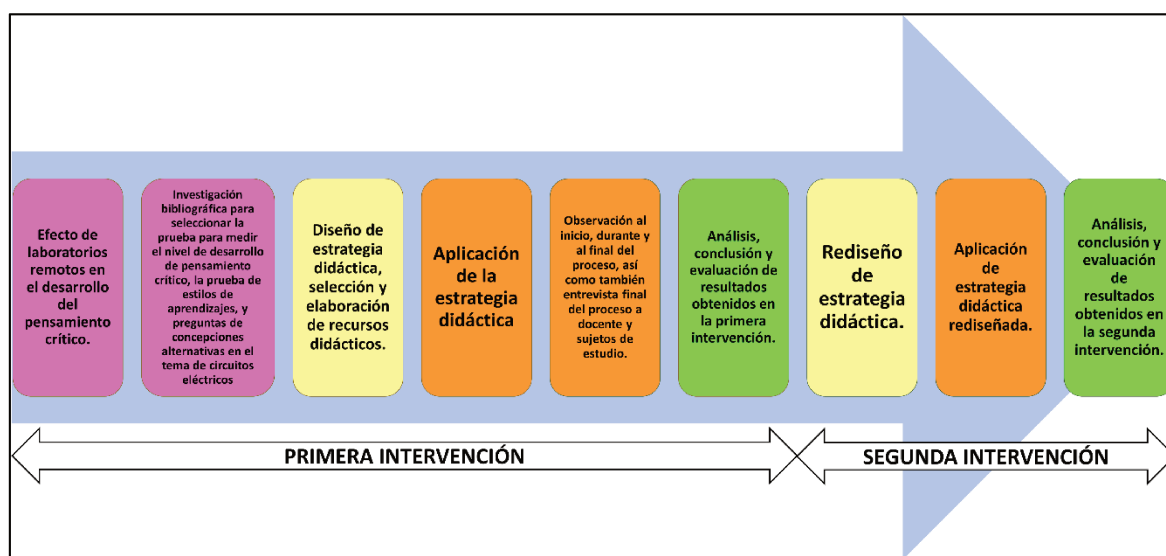 Efecto de
laboratorios
remotos en
el desarrollo
del
pensamiento
crítico.
Investigación
bibliográfica para
seleccionar la
prueba para medir
el nivel de desarrollo
de pensamiento
crítico, la prueba de
estilos de
aprendizajes, y
preguntas de
concepciones
alternativas en el
tema de circuitos
eléctricos
Diseño de
estrategia
didáctica,
selección y
elaboración
de recursos
didácticos.
Aplicación
de la
estrategia
didáctica
Observación al
inicio, durante y
al final del
proceso, así
como también
entrevista final
del proceso a
docente y
sujetos de
estudio.
Análisis,
conclusión y
evaluación de
resultados
obtenidos en
la primera
intervención.
Rediseño
de
estrategia
didáctica.
Aplicación
de
estrategia
didáctica
rediseñada.
Análisis,
conclusión y
evaluación
de
resultados
obtenidos en
la segunda
intervención.
PRIMERA INTERVENCIÓN
SEGUNDA INTERVENCIÓN